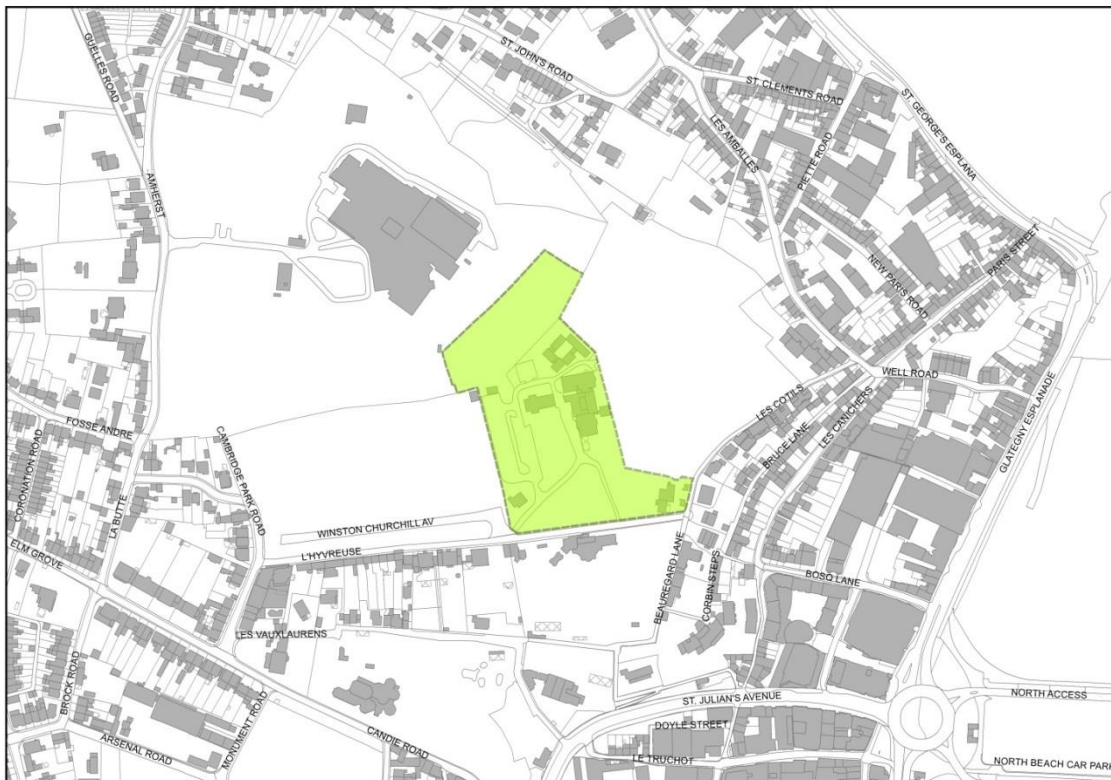 GUELLES ROAD
ST. JOHN'S ROAD
ST. CLEMENTS ROAD
ST. GEORGE'S ESPLANA
LES AMBALLES
PIETTE ROAD
AMHERST
PARIS STREET
NEW PARIS ROAD
WELL ROAD
LES COTILS
BRUCE LANE
LES CANICHERS
GLATEGNY ESPLANADE
FOSSE ANDRE
CORONATION ROAD
LA BUTTE
CAMBRIDGE PARK ROAD
WINSTON CHURCHILL AV
L'HYVREUSE
ELM GROVE
BEAUREGARD LANE
CORBIN STEPS
BOSQ LANE
LES VAUXLAURENS
BROCK ROAD
MONUMENT ROAD
ARSENAL ROAD
CANDIE ROAD
ST. JULIAN'S AVENUE
DOYLE STREET
LE TRUCHOT
NORTH ACCESS
NORTH BEACH CAR PARK